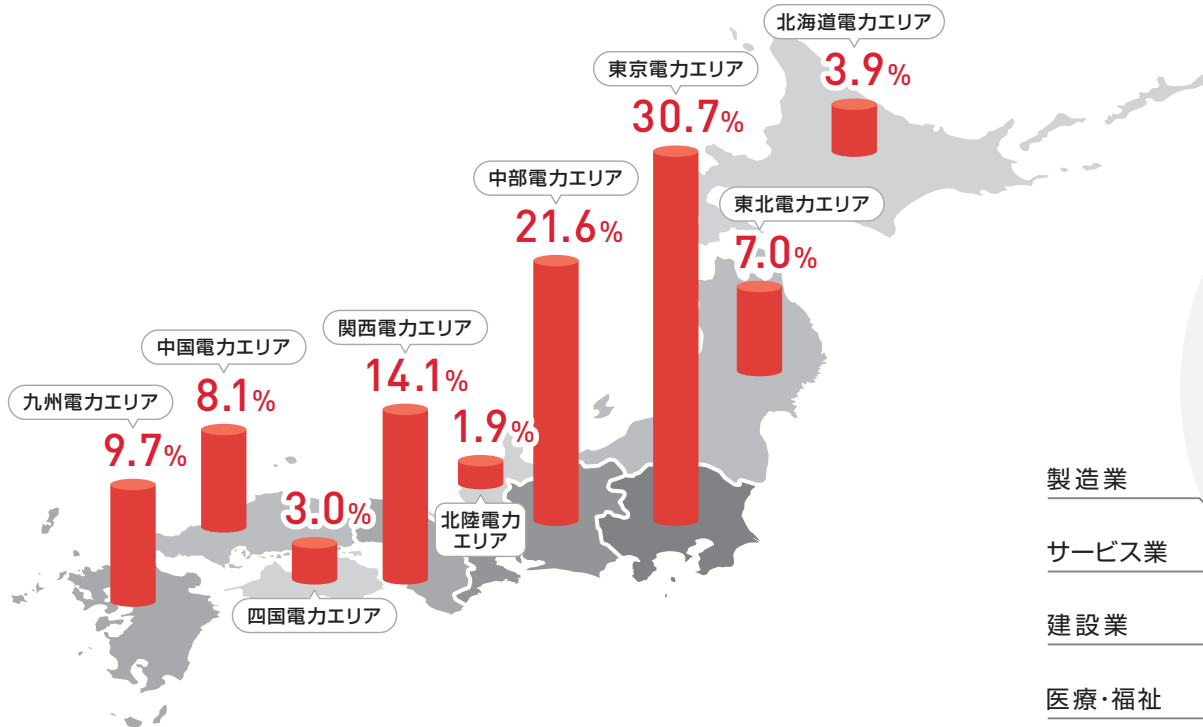 北海道電力エリア
3.9%
東京電力エリア
30.7%
中部電力エリア
21.6%
東北電力エリア
7.0%
関西電力エリア
14.1%
中国電力エリア
8.1%
九州電力エリア
9.7%
1.9%
北陸電力
エリア
3.0%
四国電力エリア
製造業
サービス業
建設業
医療・福祉